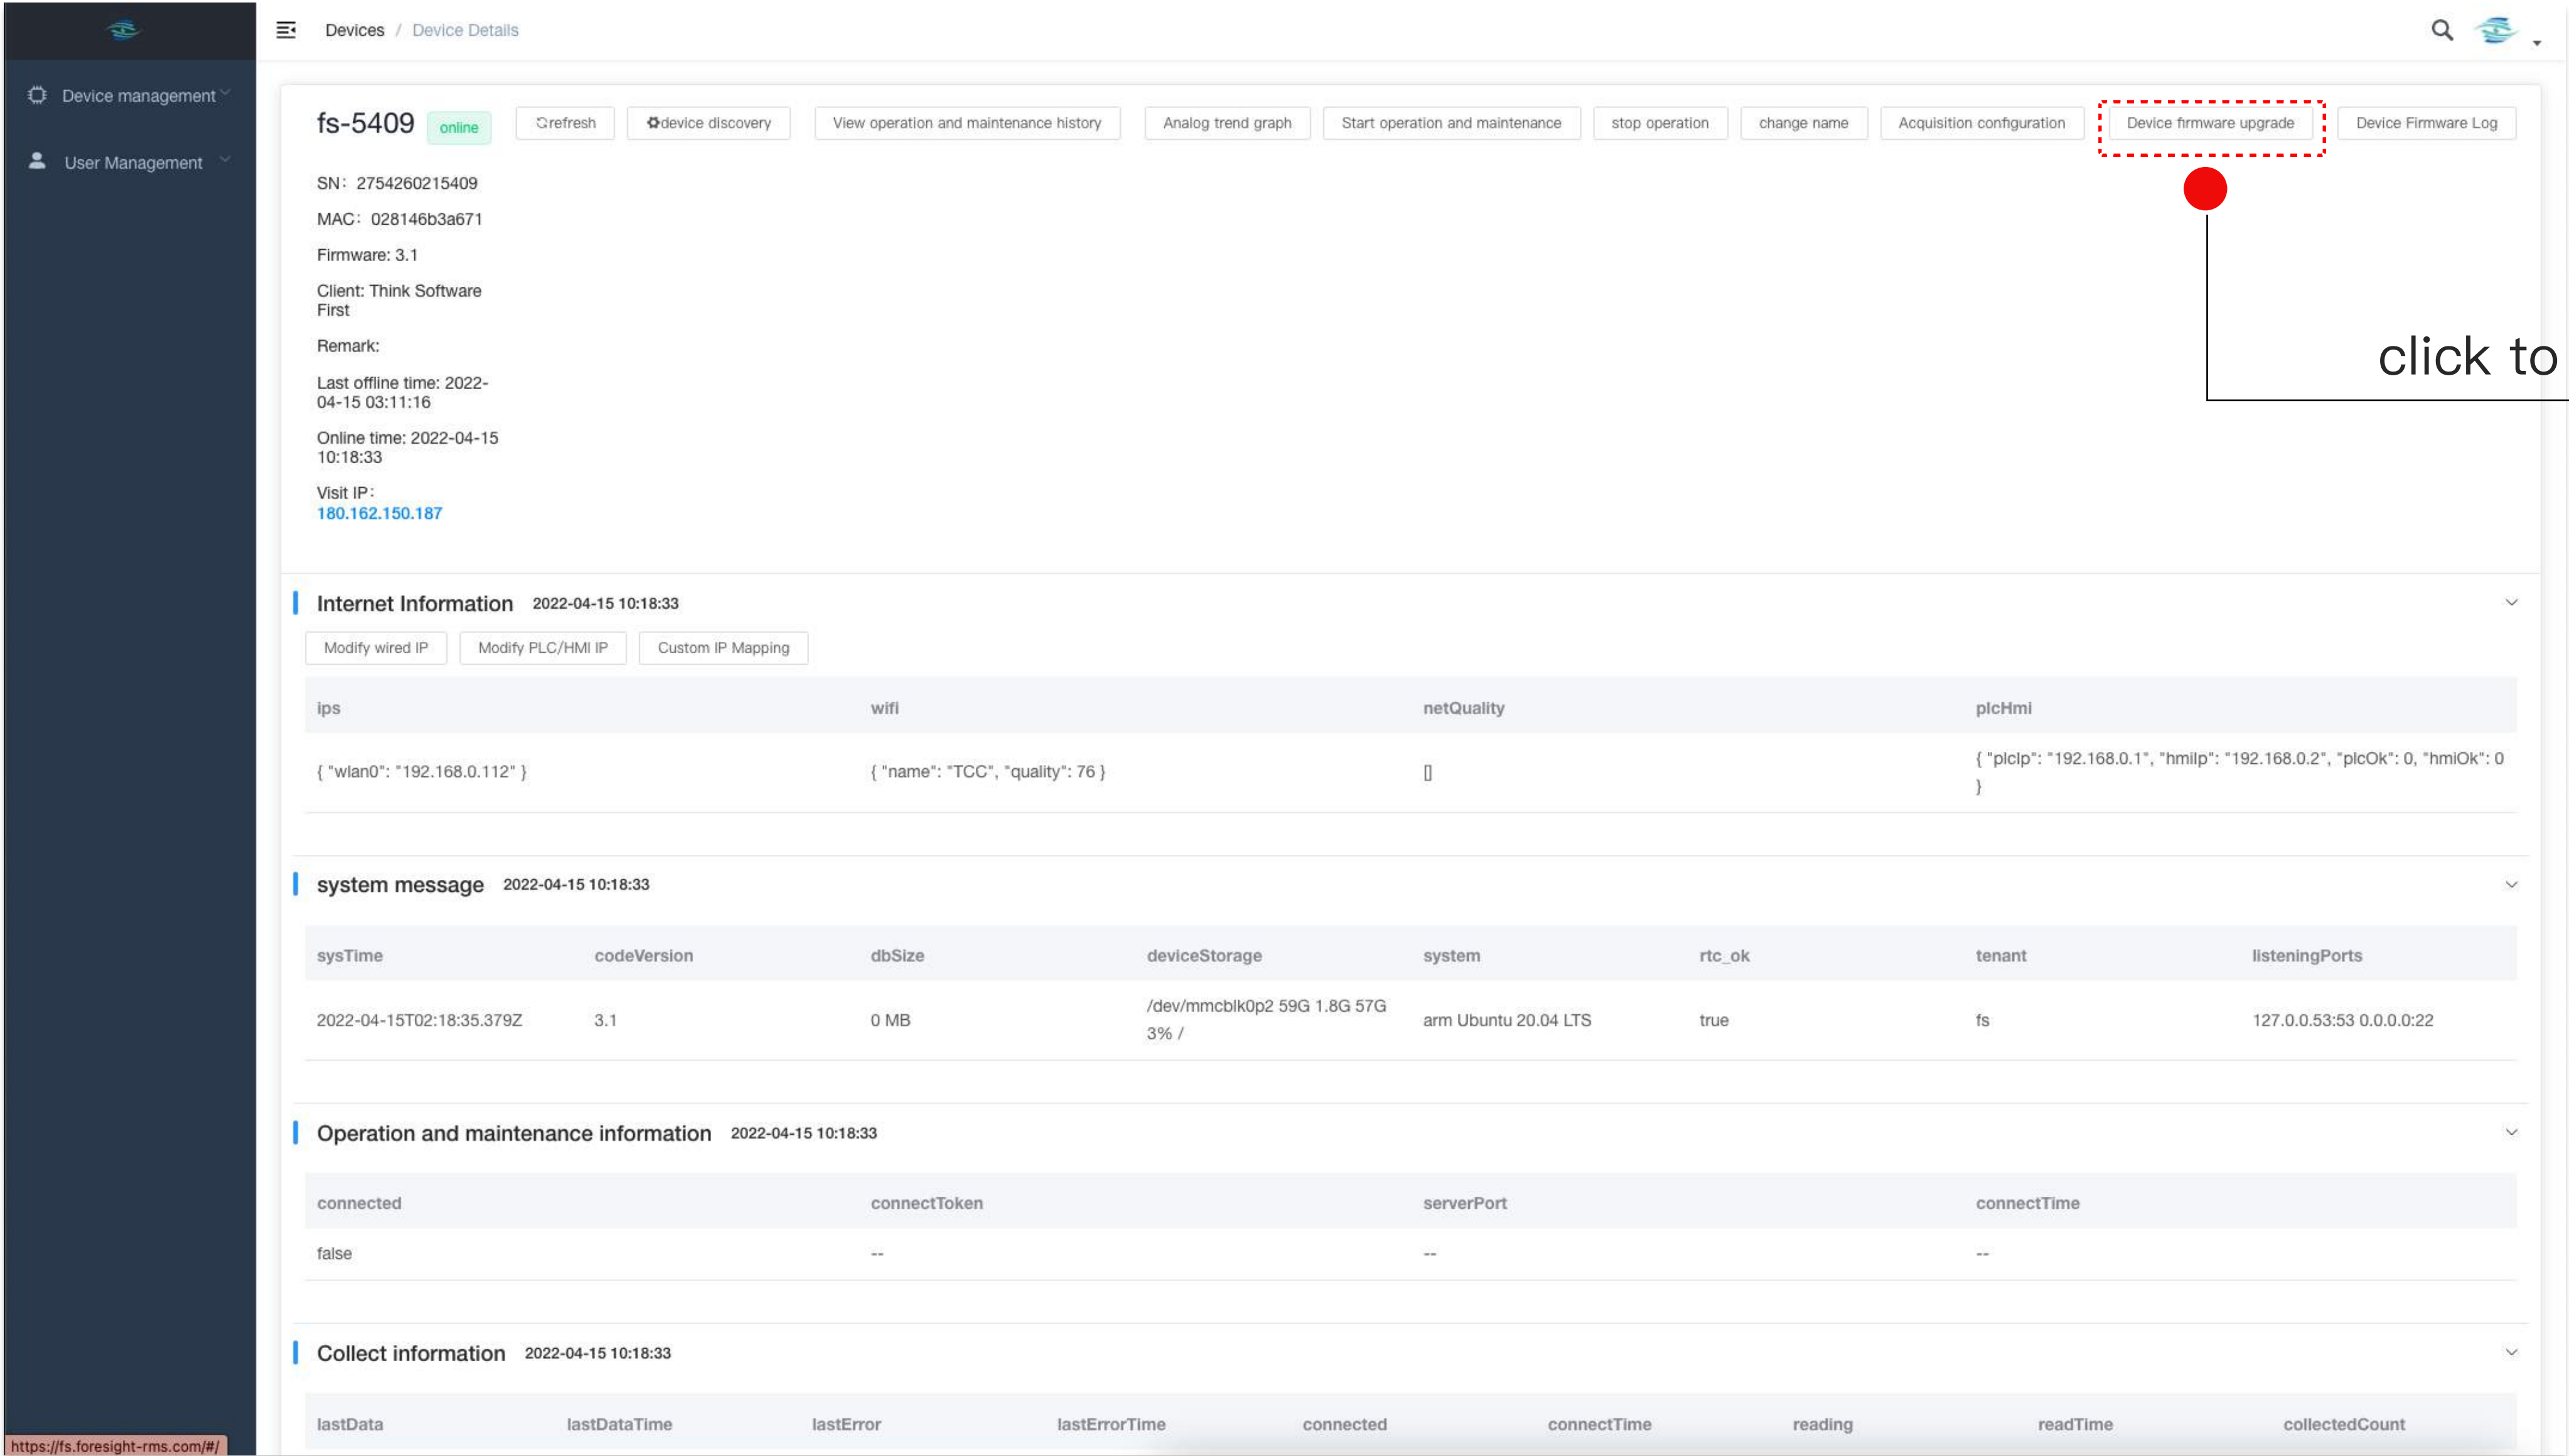 Devices / Device Details
Device management
User Management
fs-5409 online refresh device discovery View operation and maintenance history Analog trend graph Start operation and maintenance stop operation change name Acquisition configuration Device firmware upgrade Device Firmware Log
SN: 2754260215409
MAC: 028146b3a671
Firmware: 3.1
Client: Think Software
First
Remark:
Last offline time: 2022-
04-15 03:11:16
Online time: 2022-04-15
10:18:33
Visit IP:
180.162.150.187
click to
Internet Information 2022-04-15 10:18:33
Modify wired IP Modify PLC/HMI IP Custom IP Mapping
ips wifi netQuality plcHmi
{ "wlan0": "192.168.0.112" } { "name": "TCC", "quality": 76 } [] { "plcIp": "192.168.0.1", "hmiIp": "192.168.0.2", "plcOk": 0, "hmiOk": 0
}
system message 2022-04-15 10:18:33
sysTime codeVersion dbSize deviceStorage system rtc_ok tenant listeningPorts
2022-04-15T02:18:35.379Z 3.1 0 MB /dev/mmcblk0p2 59G 1.8G 57G arm Ubuntu 20.04 LTS true fs 127.0.0.53:53 0.0.0.0:22
3% /
Operation and maintenance information 2022-04-15 10:18:33
connected connectToken serverPort connectTime
false -- -- --
Collect information 2022-04-15 10:18:33
lastData lastDataTime lastError lastErrorTime connected connectTime reading readTime collectedCount
https://fs.foresight-rms.com/#/